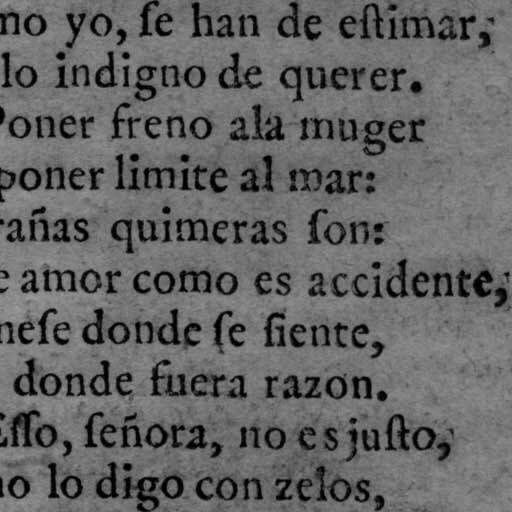 mo yo, ſe han de eſtimar,
lo indigno de querer.
Poner freno ala muger
poner limite al mar:
rañas quimeras ſon:
e amor como es accidente,
neſe donde ſe ſiente,
donde fuera razon.
Eſſo, ſeñora, no es juſto,
no lo digo con zelos,